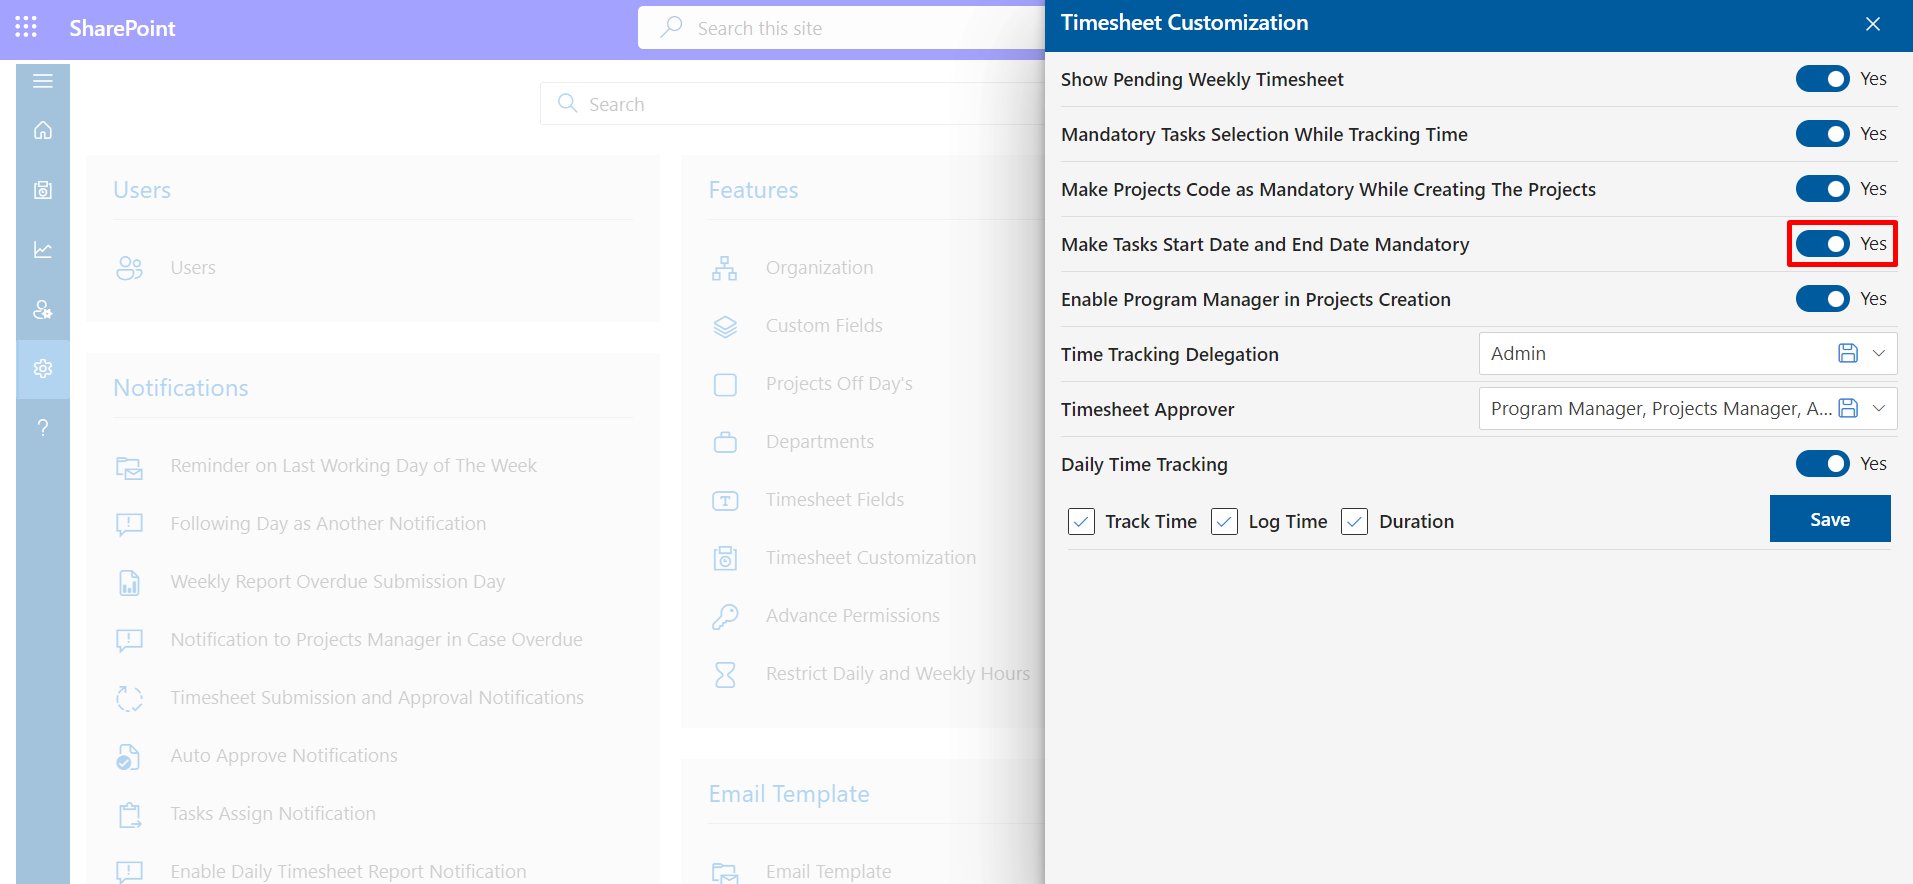 SharePoint
Search this site
Search
Users
Users
Notifications
Reminder on Last Working Day of The Week
Following Day as Another Notification
Weekly Report Overdue Submission Day
Notification to Projects Manager in Case Overdue
Timesheet Submission and Approval Notifications
Auto Approve Notifications
Tasks Assign Notification
Enable Daily Timesheet Report Notification
Features
Organization
Custom Fields
Projects Off Day's
Departments
Timesheet Fields
Timesheet Customization
Advance Permissions
Restrict Daily and Weekly Hours
Email Template
Email Template
Timesheet Customization
Show Pending Weekly Timesheet Yes
Mandatory Tasks Selection While Tracking Time Yes
Make Projects Code as Mandatory While Creating The Projects Yes
Make Tasks Start Date and End Date Mandatory Yes
Enable Program Manager in Projects Creation Yes
Time Tracking Delegation Admin
Timesheet Approver Program Manager, Projects Manager, A...
Daily Time Tracking Yes
Track Time Log Time Duration Save